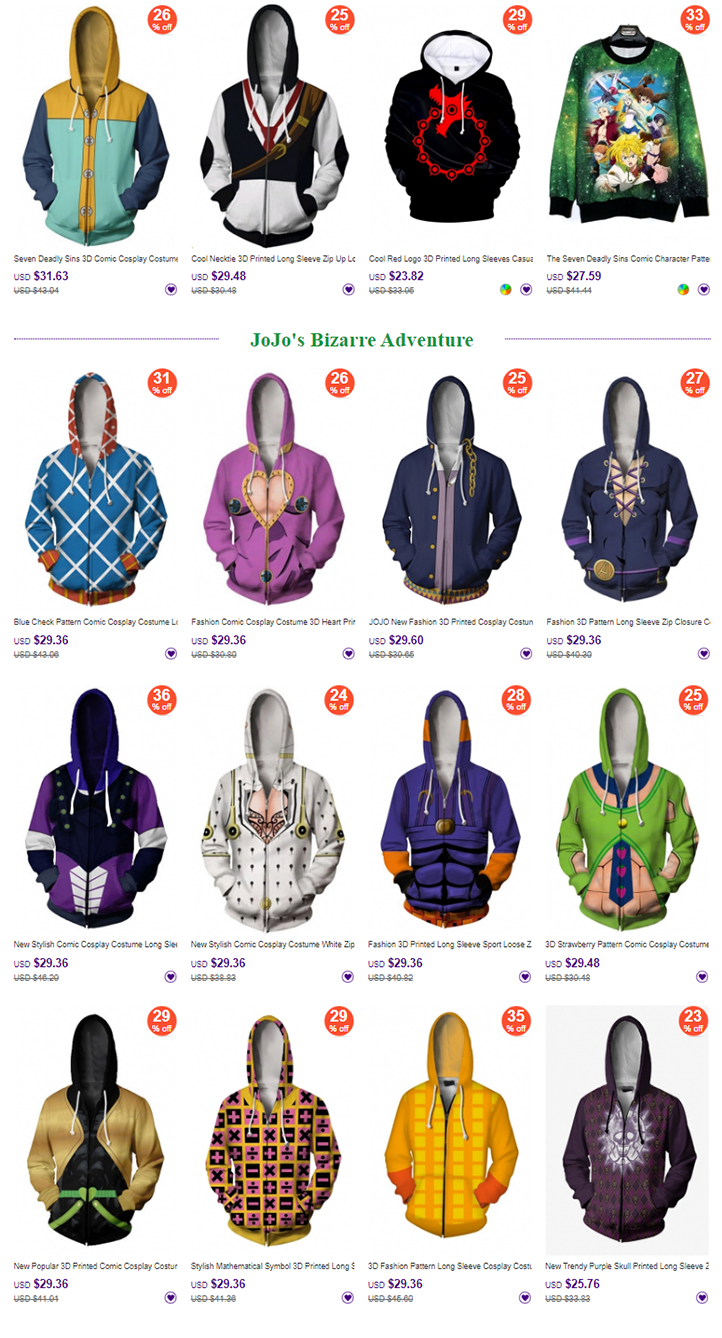 26
% off
25
% off
29
% off
33
% off
Seven Deadly Sins 3D Comic Cosplay Costume
Cool Necktie 3D Printed Long Sleeve Zip Up Lo
Cool Red Logo 3D Printed Long Sleeves Casua
The Seven Deadly Sins Comic Character Patte
USD $31.63
USD $29.48
USD $23.82
USD $27.59
USD $43.04
USD $39.48
USD $33.05
USD $41.44
JoJo's Bizarre Adventure
31
% off
26
% off
25
% off
27
% off
Blue Check Pattern Comic Cosplay Costume Lo
Fashion Comic Cosplay Costume 3D Heart Prin
JOJO New Fashion 3D Printed Cosplay Costun
Fashion 3D Pattern Long Sleeve Zip Closure C
USD $29.36
USD $29.36
USD $29.60
USD $29.36
USD $43.06
USD $39.80
USD $39.65
USD $40.30
36
% off
24
% off
28
% off
25
% off
New Stylish Comic Cosplay Costume Long Slee
New Stylish Comic Cosplay Costume White Zip
Fashion 3D Printed Long Sleeve Sport Loose Z
3D Strawberry Pattern Comic Cosplay Costume
USD $29.36
USD $29.36
USD $29.36
USD $29.48
USD $46.20
USD $38.83
USD $40.82
USD $39.48
29
% off
29
% off
35
% off
23
% off
New Popular 3D Printed Comic Cosplay Costur
Stylish Mathematical Symbol 3D Printed Long S
3D Fashion Pattern Long Sleeve Cosplay Costu
New Trendy Purple Skull Printed Long Sleeve Z
USD $29.36
USD $29.36
USD $29.36
USD $25.76
USD $41.04
USD $41.36
USD $45.60
USD $33.83